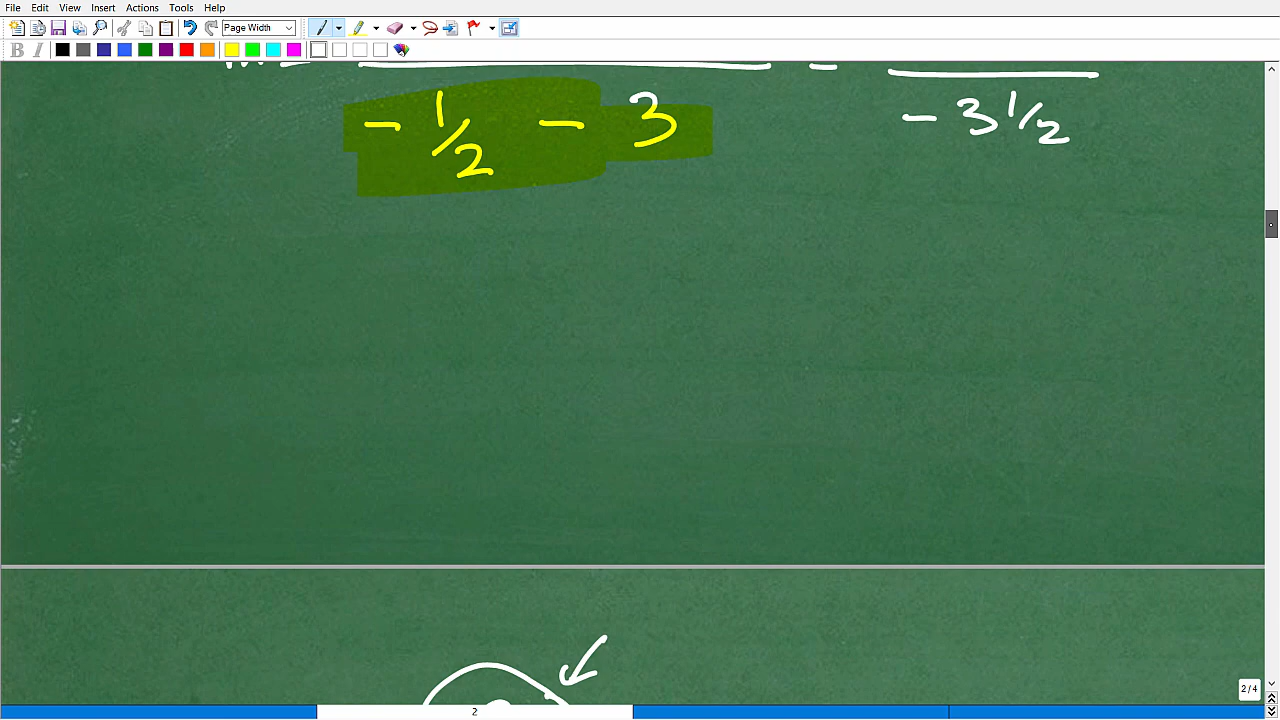 File Edit View Insert Actions Tools Help
Page Width
B I
- 1/2 - 3
- 3 1/2
2/4
2